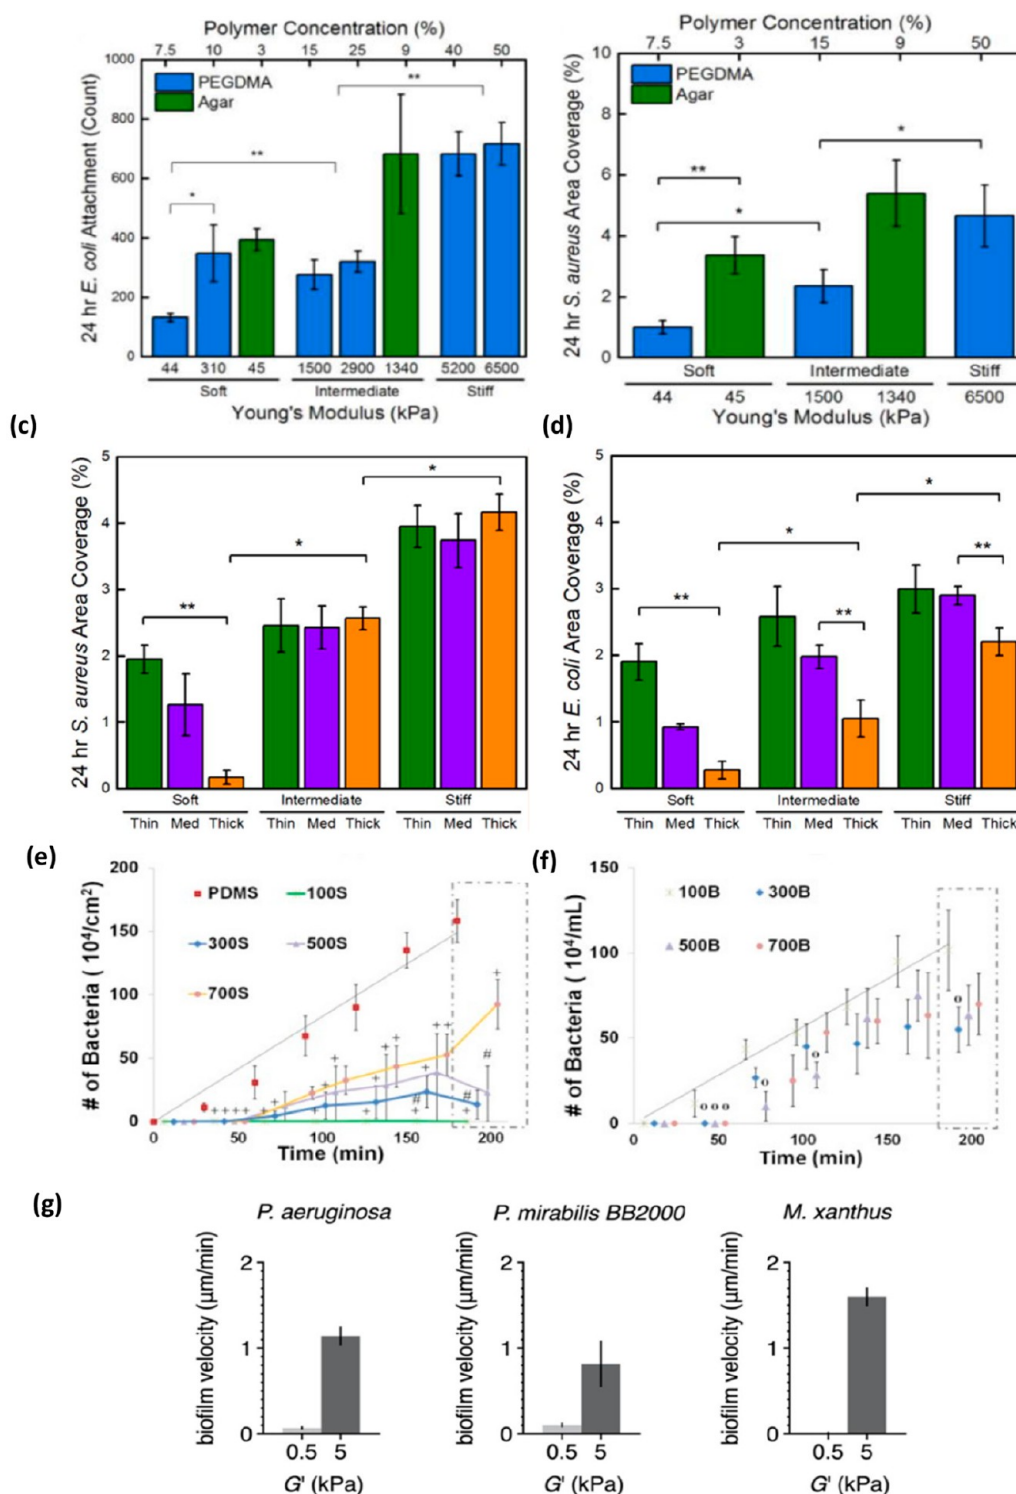 Polymer Concentration (%)
7.5 10 3 15 25 9 40 50
1000
800
600
400
200
0
24 hr E. coli Attachment (Count)
PEGDMA
Agar
*
**
**
44 310 45 1500 2900 1340 5200 6500
Soft Intermediate Stiff
Young's Modulus (kPa)
Polymer Concentration (%)
7.5 3 15 9 50
10
8
6
4
2
0
24 hr S. aureus Area Coverage (%)
PEGDMA
Agar
**
*
*
Soft Intermediate Stiff
44 45 1500 1340 6500
Young's Modulus (kPa)
(c)
5
4
3
2
1
0
24 hr S. aureus Area Coverage (%)
**
*
*
Soft Intermediate Stiff
Thin Med Thick Thin Med Thick Thin Med Thick
(d)
5
4
3
2
1
0
24 hr E. coli Area Coverage (%)
**
*
**
*
**
Soft Intermediate Stiff
Thin Med Thick Thin Med Thick Thin Med Thick
(e)
200
150
100
50
0
# of Bacteria ( 10⁴/cm²)
PDMS 100S
300S 500S
700S
0 50 100 150 200
Time (min)
(f)
150
100
50
0
# of Bacteria ( 10⁴/mL)
100B 300B
500B 700B
0 50 100 150 200
Time (min)
(g)
P. aeruginosa
2
1
0
biofilm velocity (µm/min)
0.5 5
G' (kPa)
P. mirabilis BB2000
2
1
0
biofilm velocity (µm/min)
0.5 5
G' (kPa)
M. xanthus
2
1
0
biofilm velocity (µm/min)
0.5 5
G' (kPa)